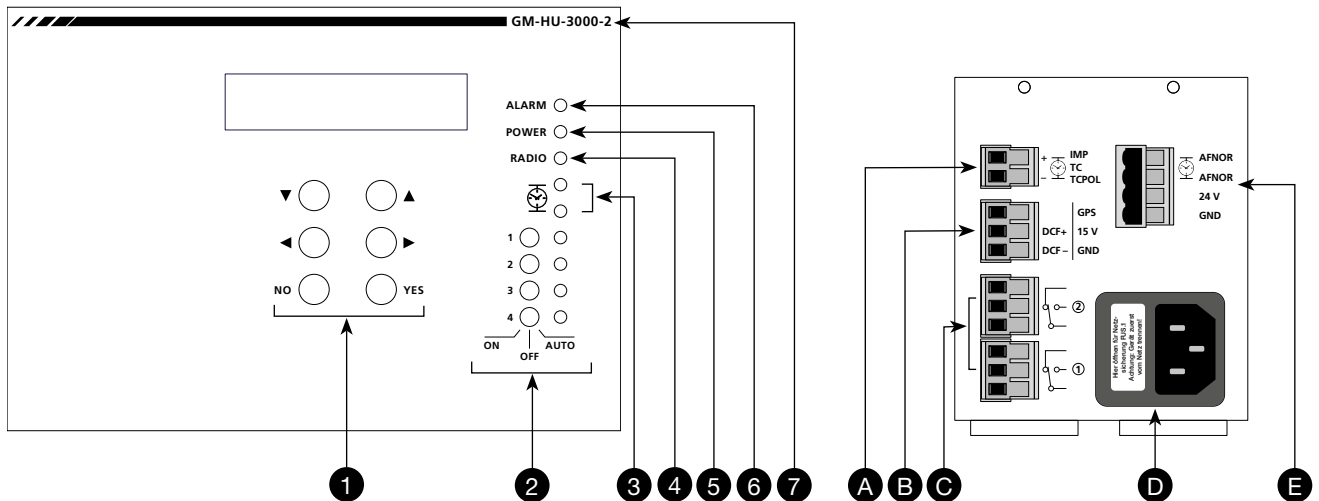 GM-HU-3000-2
ALARM
POWER
RADIO
▼ ▲
◄ ►
NO YES
1
2
3
4
ON OFF AUTO
1 2 3 4 5 6 7
+ IMP
TC
– TCPOL
GPS
DCF+ 15 V
DCF– GND
②
①
AFNOR
AFNOR
24 V
GND
Hier öffnen für Netz-
sicherung FUS.1
Achtung: Gerät zuerst
vom Netz trennen!
A B C D E